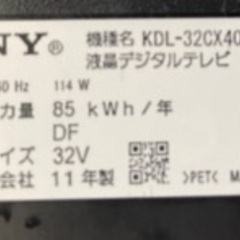 NY® 機種名 KDL-32CX40
液晶デジタルテレビ
60 Hz 114 W
力量 85 kWh/年
DF
イズ 32V
会 11年製 >PET< M